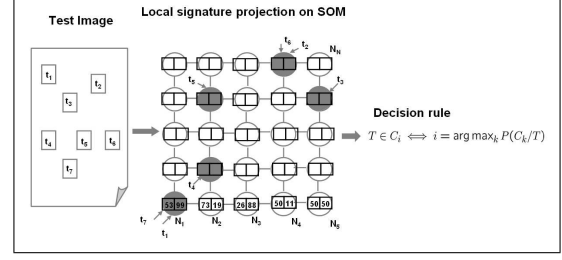 Test Image
Local signature projection on SOM
t1
t2
t3
t4
t5
t6
t7
t6
t2
NN
t5
t3
t4
53 99
73 19
26 88
50 11
50 50
t7
t1
N1
N2
N3
N4
N5
Decision rule
T ∈ Ci ⟺ i = arg maxk P(Ck/T)